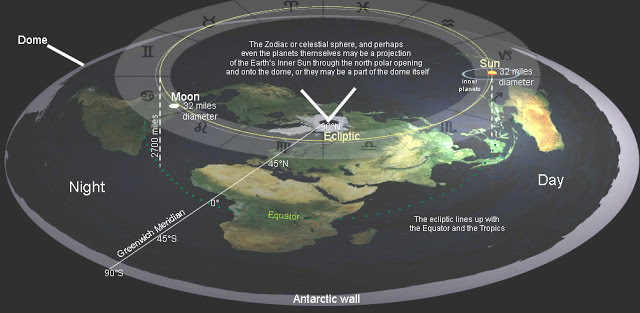 Dome
The Zodiac or celestial sphere, and perhaps
even the planets themselves may be a projection
of the Earth's Inner Sun through the north polar opening
and onto the dome, or they may be a part of the dome itself
Sun
32 miles
diameter
inner
planets
Moon
32 miles
diameter
2700 miles
90°N
Ecliptic
45°N
Night
Day
0°
Equator
Greenwich Meridian
45°S
90°S
The ecliptic lines up with
the Equator and the Tropics
Antarctic wall